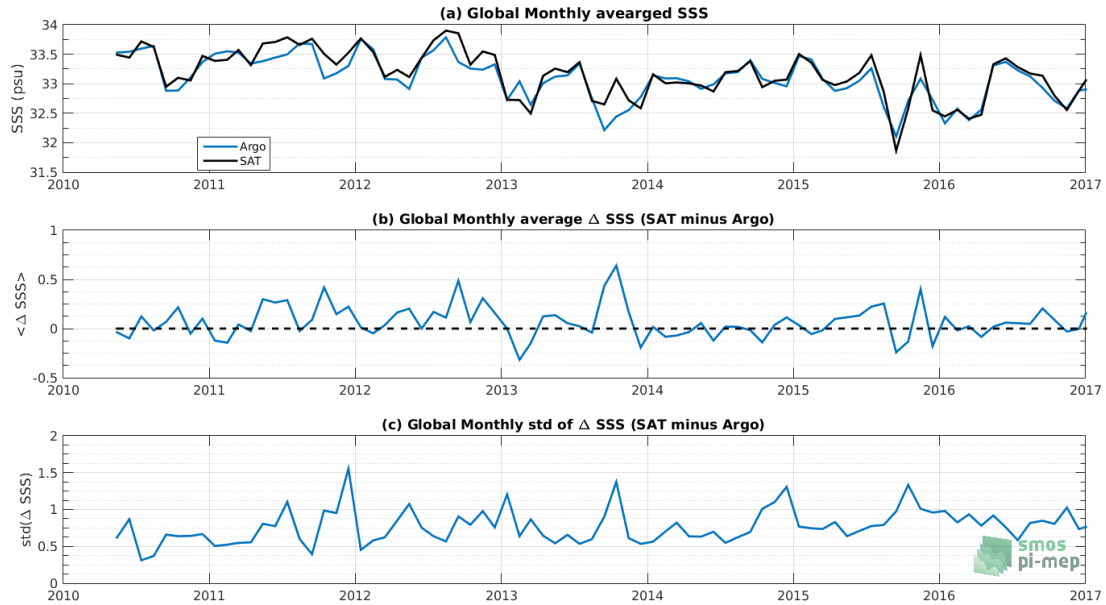 (a) Global Monthly avearged SSS
SSS (psu)
34
33.5
33
32.5
32
31.5
Argo
SAT
2010 2011 2012 2013 2014 2015 2016 2017
(b) Global Monthly average Δ SSS (SAT minus Argo)
<Δ SSS>
1
0.5
0
-0.5
2010 2011 2012 2013 2014 2015 2016 2017
(c) Global Monthly std of Δ SSS (SAT minus Argo)
std(Δ SSS)
2
1.5
1
0.5
0
2010 2011 2012 2013 2014 2015 2016 2017
smos
pi-mep